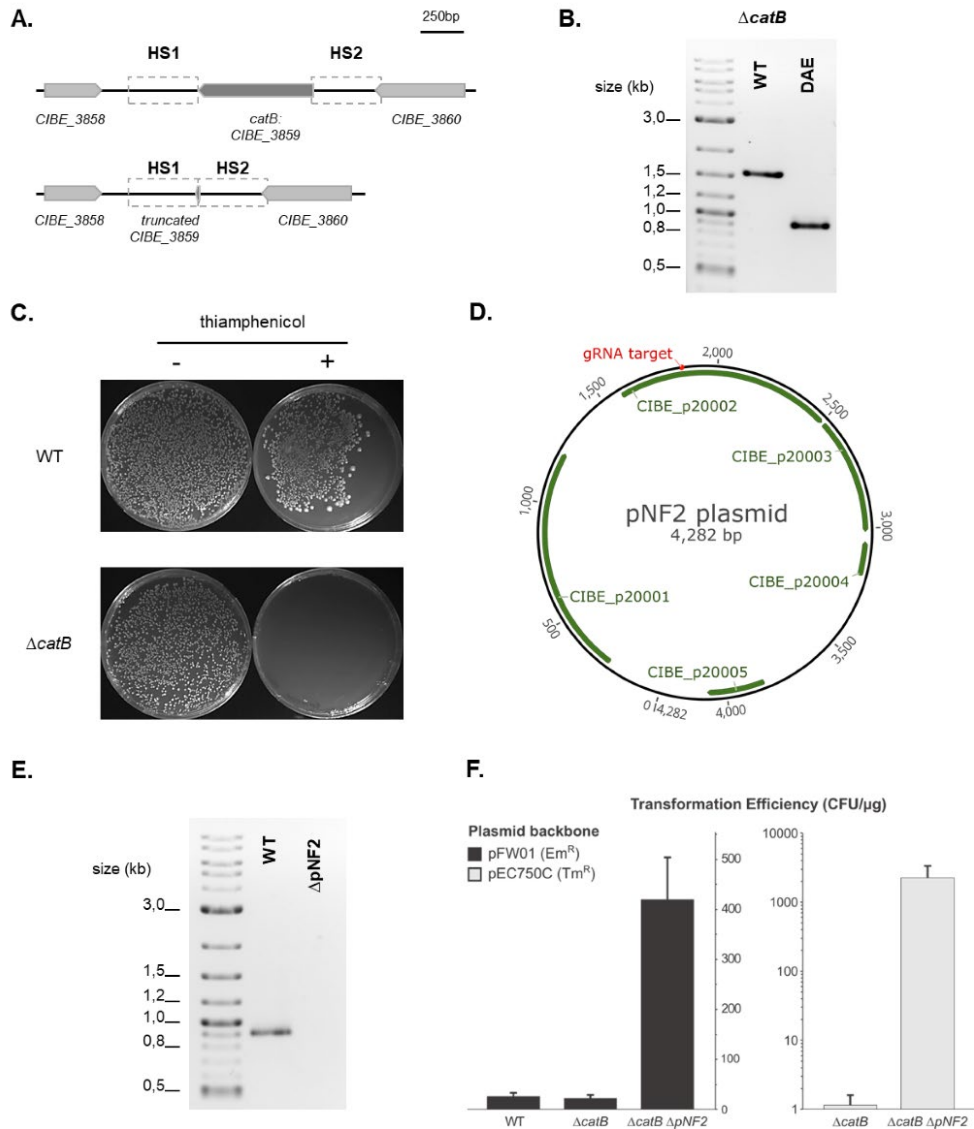 A.
250bp
HS1
HS2
CIBE_3858
catB:
CIBE_3859
CIBE_3860
HS1
HS2
CIBE_3858
truncated
CIBE_3859
CIBE_3860
B.
ΔcatB
size (kb)
WT
DAE
3,0
1,5
1,2
1,0
0,8
0,5
C.
thiamphenicol
-
+
WT
ΔcatB
D.
gRNA target
2,000
1,500
CIBE_p20002
2,500
CIBE_p20003
1,000
pNF2 plasmid
4,282 bp
3,000
CIBE_p20004
CIBE_p20001
500
3,500
CIBE_p20005
0 4,282
4,000
E.
size (kb)
WT
ΔpNF2
3,0
1,5
1,2
1,0
0,8
0,5
F.
Transformation Efficiency (CFU/µg)
Plasmid backbone
pFW01 (EmR)
pEC750C (TmR)
500
400
300
200
100
0
WT
ΔcatB
ΔcatB ΔpNF2
10000
1000
100
10
1
ΔcatB
ΔcatB ΔpNF2